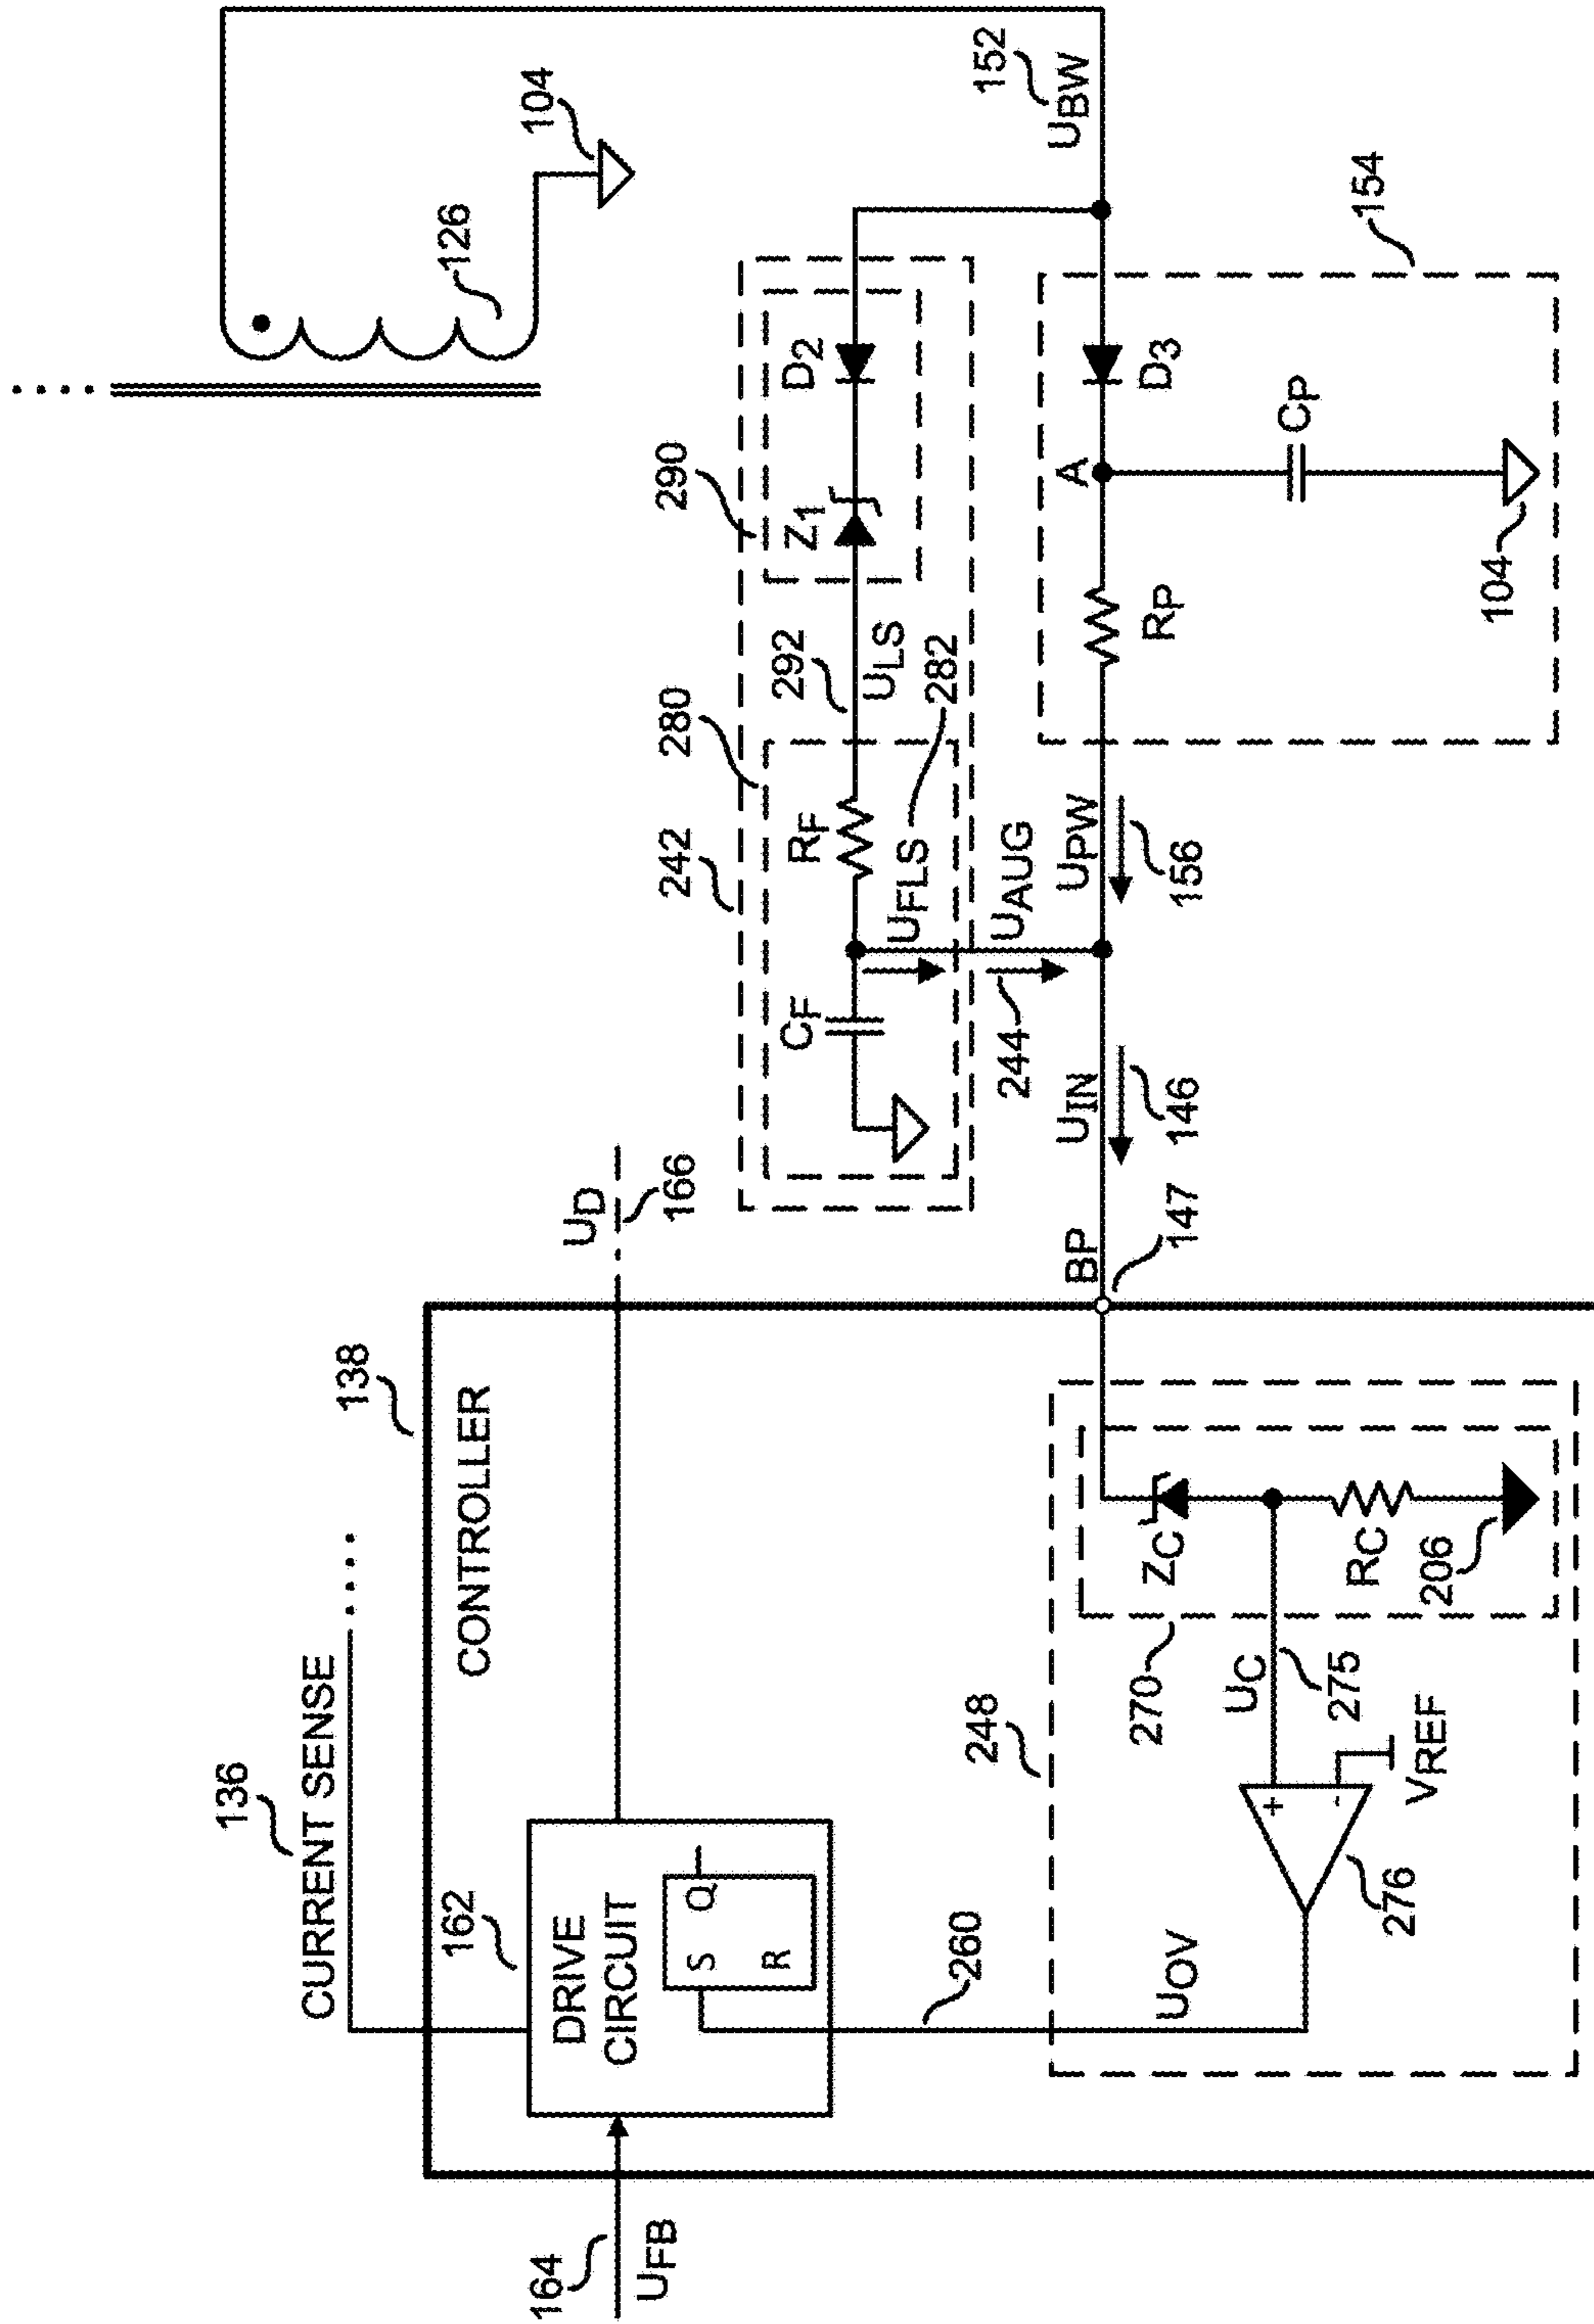 136
CURRENT SENSE
138
CONTROLLER
162
DRIVE
CIRCUIT
S Q
R
164
UFB
UD
166
260
UOV
248
276
+
-
VREF
UC
275
270
ZC
RC
206
BP
147
UIN
146
242
280
290
CF
RF
UFLS
282
292
ULS
Z1
D2
244
UAUG
UPW
156
RP
A
D3
CP
104
154
UBW
152
126
104